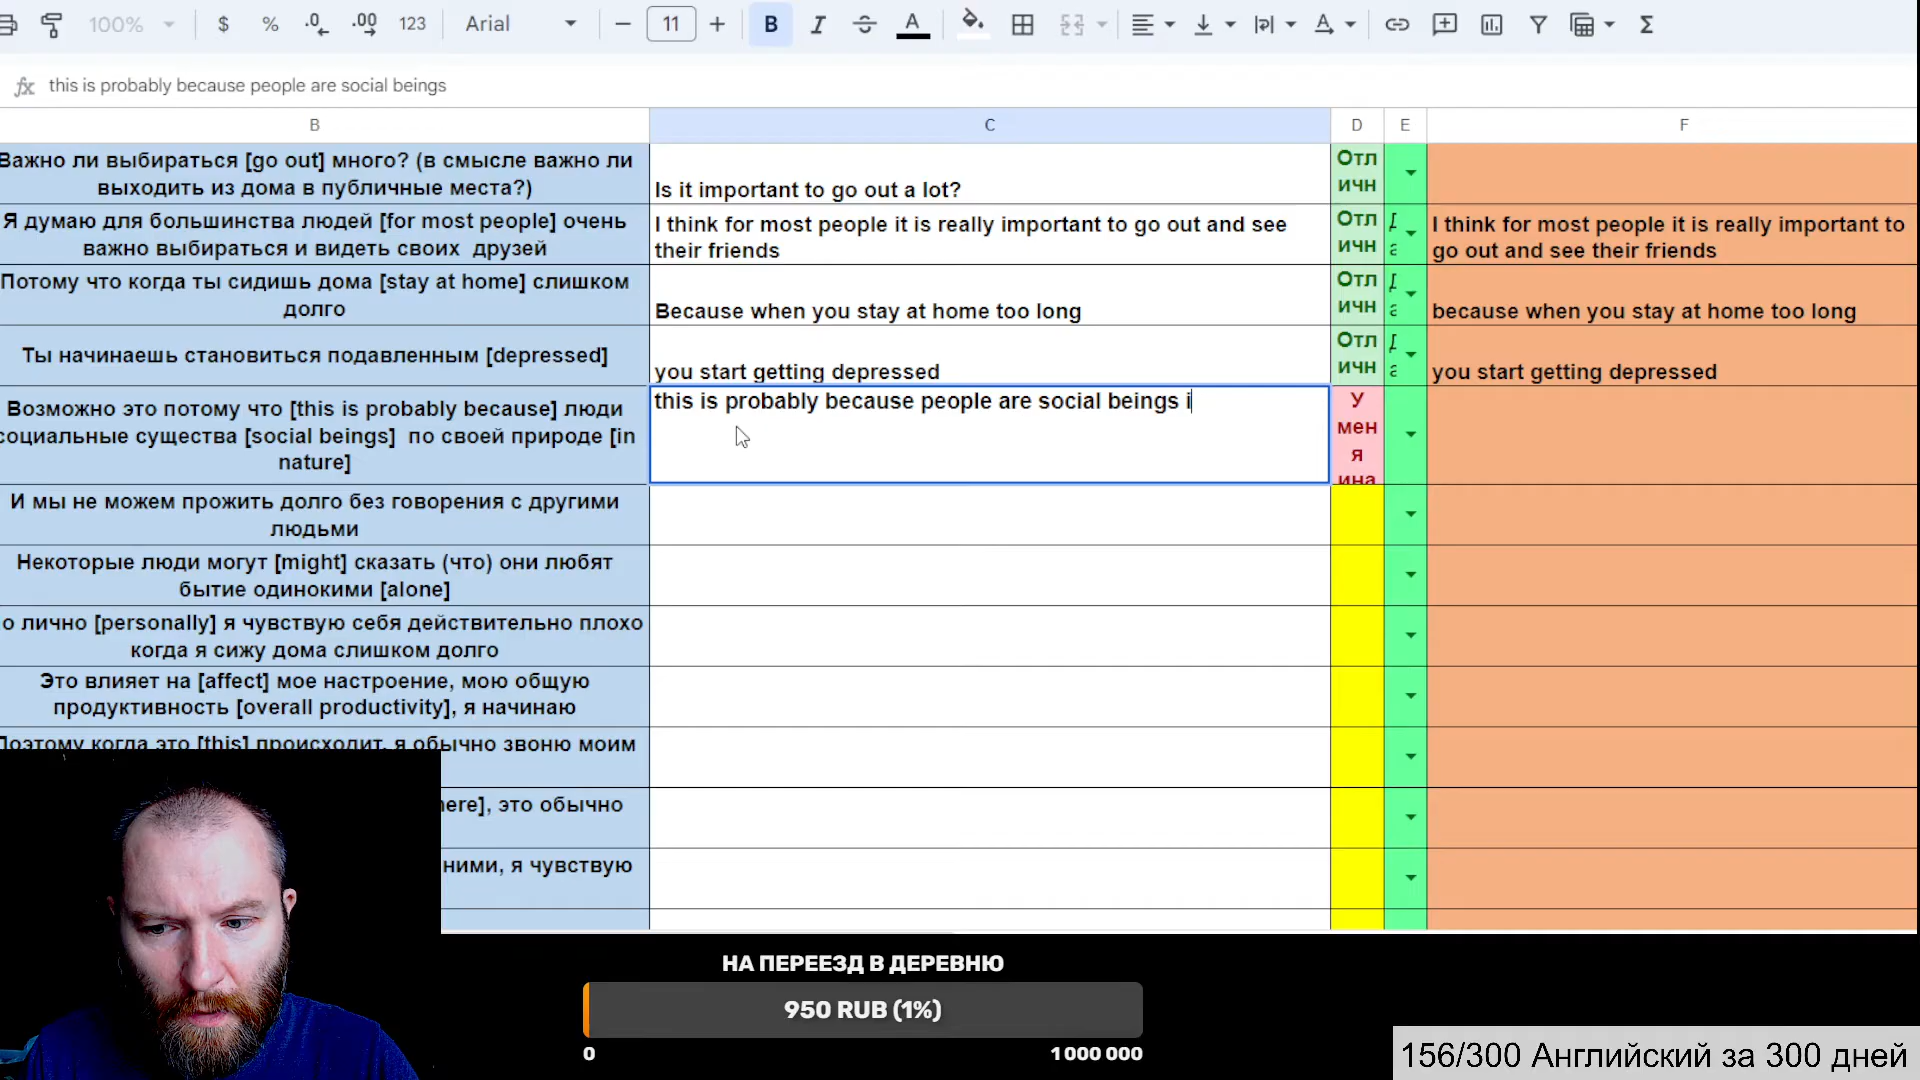 100%
$ % .0 .00 123 Arial 11 B I A Σ
fx this is probably because people are social beings
B C D E F
Важно ли выбираться [go out] много? (в смысле важно ли
выходить из дома в публичные места?)
Is it important to go out a lot?
Отл
ичн
Я думаю для большинства людей [for most people] очень
важно выбираться и видеть своих друзей
I think for most people it is really important to go out and see
their friends
Отл
ичн
I think for most people it is really important to
go out and see their friends
Потому что когда ты сидишь дома [stay at home] слишком
долго
Because when you stay at home too long
Отл
ичн
because when you stay at home too long
Ты начинаешь становиться подавленным [depressed]
you start getting depressed
Отл
ичн
you start getting depressed
Возможно это потому что [this is probably because] люди
социальные существа [social beings] по своей природе [in
nature]
this is probably because people are social beings i
У
мен
я
ина
И мы не можем прожить долго без говорения с другими
людьми
Некоторые люди могут [might] сказать (что) они любят
бытие одинокими [alone]
о лично [personally] я чувствую себя действительно плохо
когда я сижу дома слишком долго
Это влияет на [affect] мое настроение, мою общую
продуктивность [overall productivity], я начинаю
Поэтому когда это [this] происходит, я обычно звоню моим
here], это обычно
ними, я чувствую
НА ПЕРЕЕЗД В ДЕРЕВНЮ
950 RUB (1%)
0 1 000 000
156/300 Английский за 300 дней